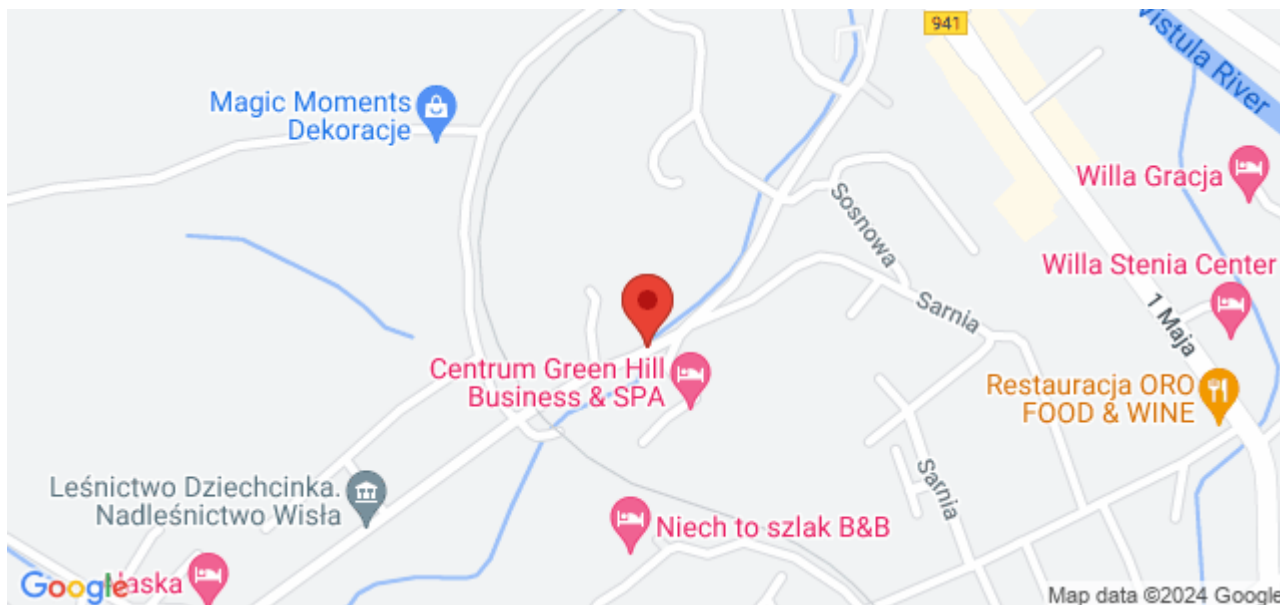 941
Vistula River
Magic Moments
Dekoracje
Willa Gracja
Sosnowa
Willa Stenia Center
Sarnia
1 Maja
Centrum Green Hill
Business & SPA
Restauracja ORO
FOOD & WINE
Leśnictwo Dziechcinka.
Nadleśnictwo Wisła
Sarnia
Niech to szlak B&B
Google
Map data ©2024 Google